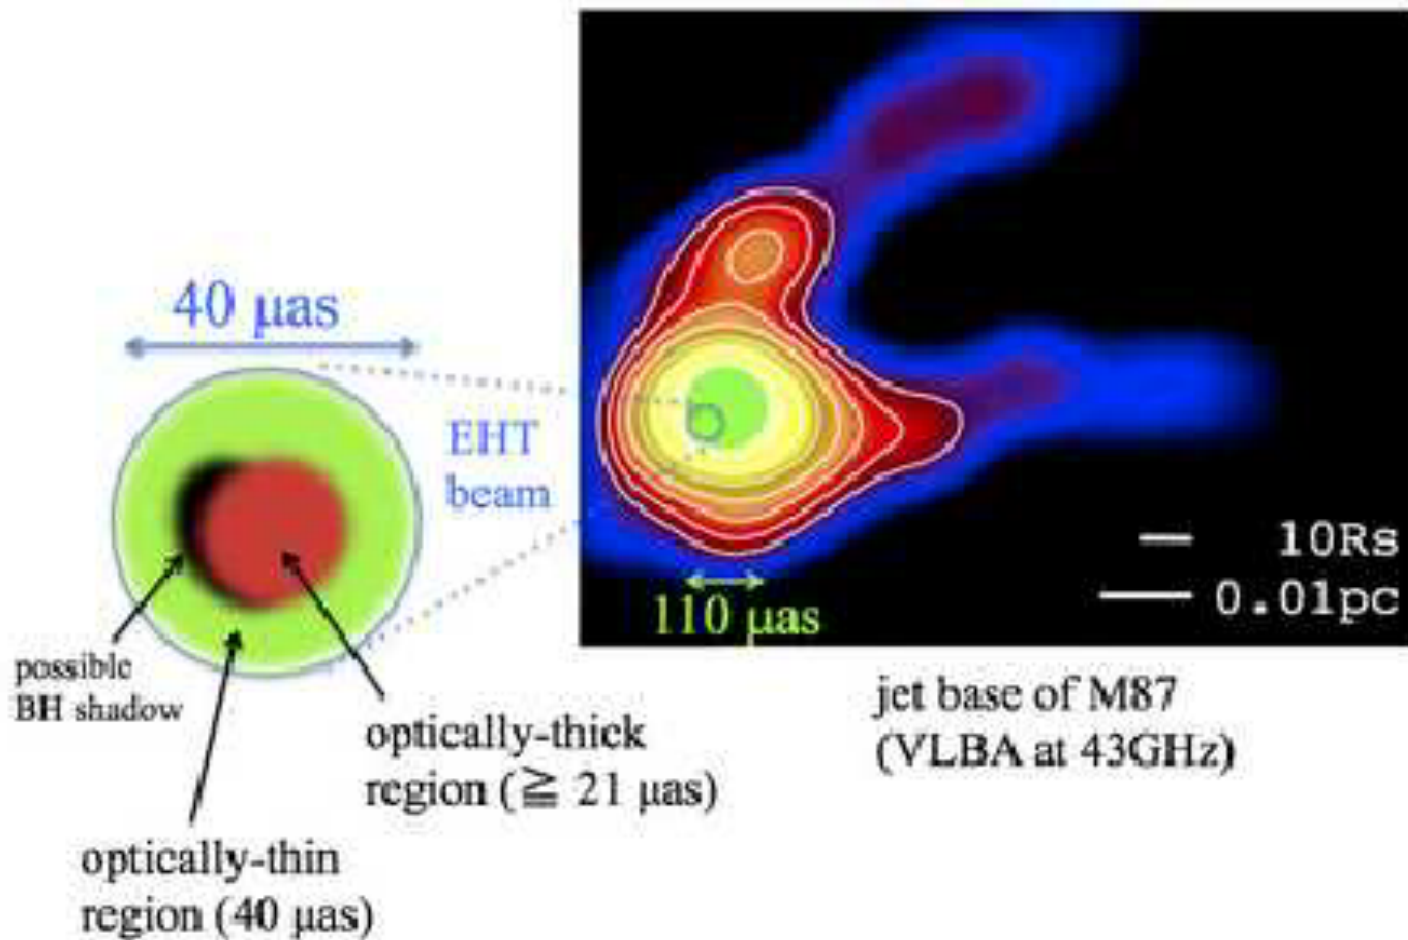 40 μas
EHT
beam
possible
BH shadow
optically-thick
region (≧ 21 μas)
optically-thin
region (40 μas)
110 μas
10Rs
0.01pc
jet base of M87
(VLBA at 43GHz)